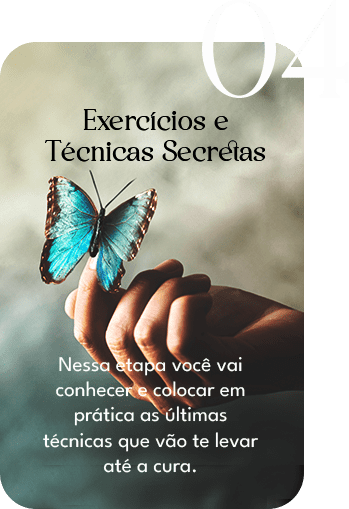 04
Exercícios e
Técnicas Secretas
Nessa etapa você vai
conhecer e colocar em
prática as últimas
técnicas que vão te levar
até a cura.